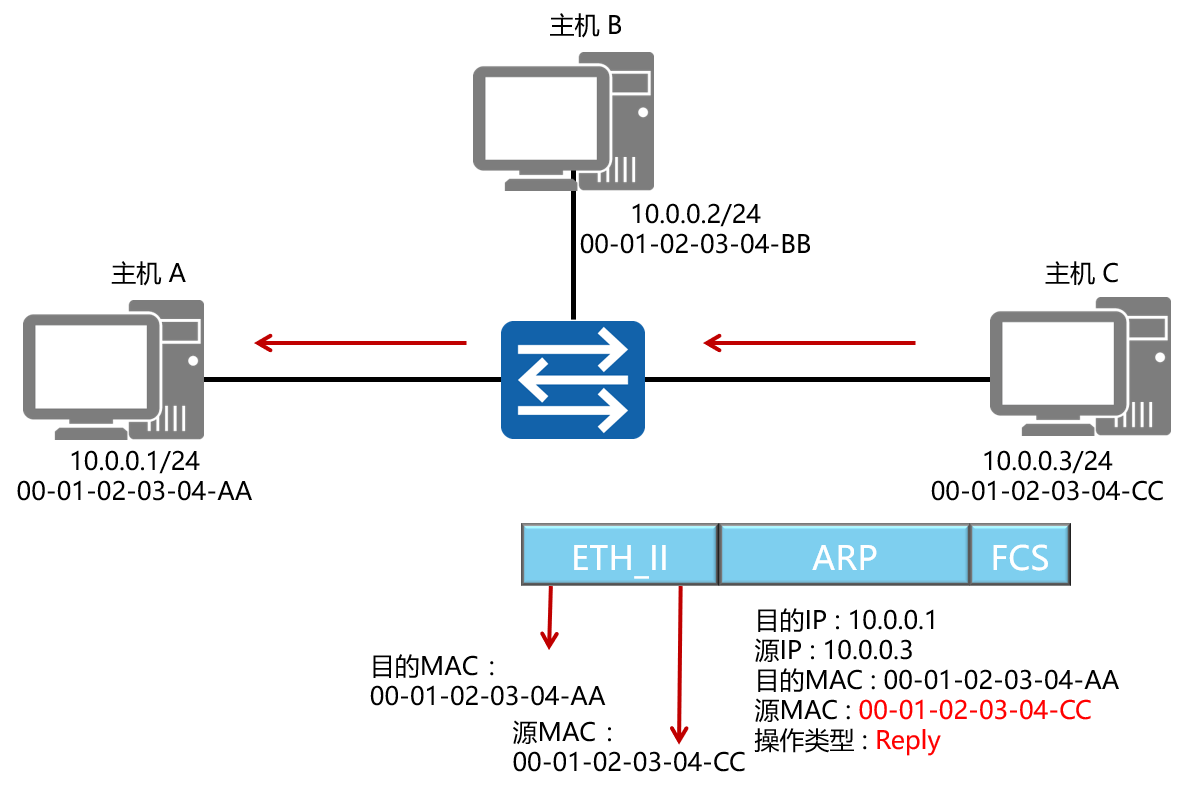 主机 B
10.0.0.2/24
00-01-02-03-04-BB
主机 A
主机 C
10.0.0.1/24
00-01-02-03-04-AA
10.0.0.3/24
00-01-02-03-04-CC
ETH_II
ARP
FCS
目的MAC：
00-01-02-03-04-AA
源MAC：
00-01-02-03-04-CC
目的IP : 10.0.0.1
源IP : 10.0.0.3
目的MAC : 00-01-02-03-04-AA
源MAC : 00-01-02-03-04-CC
操作类型 : Reply